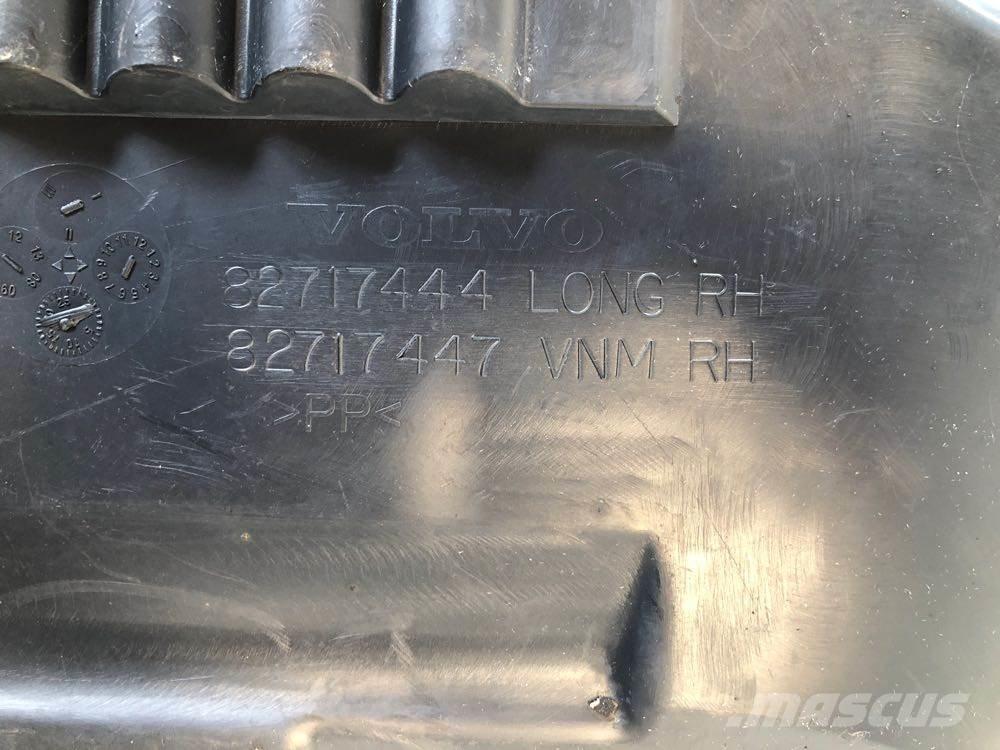 VOLVO
82717444 LONG RH
82717447 VNM RH
>PP<
mascus